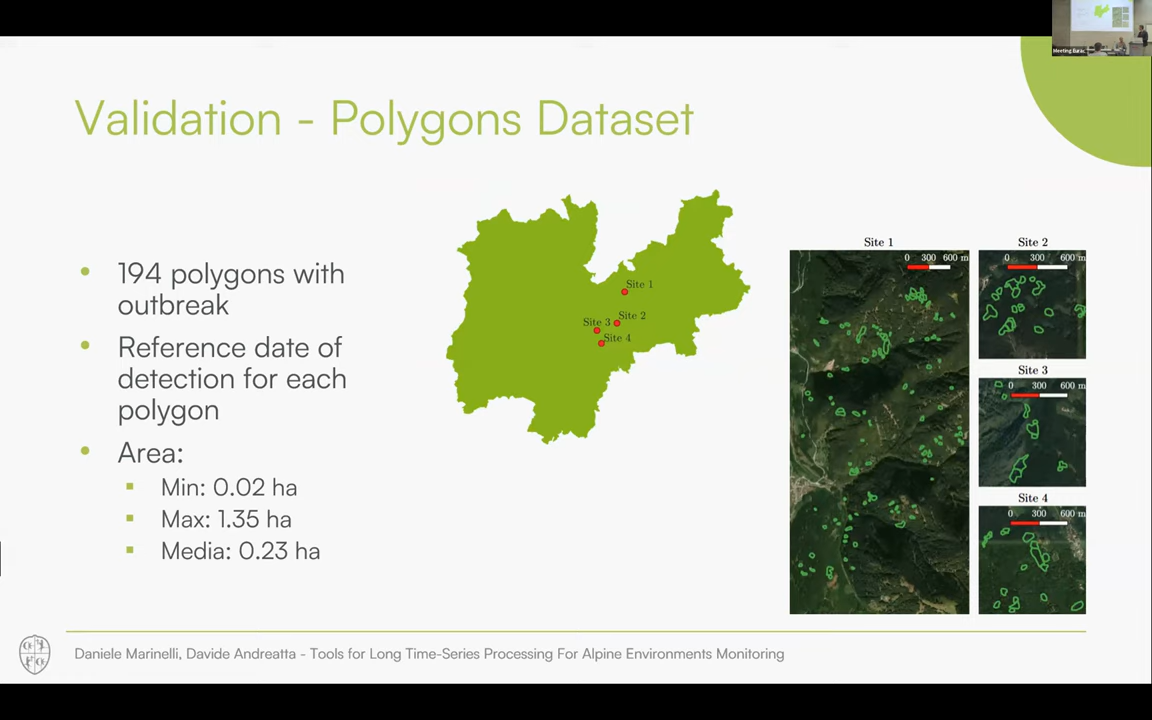 Validation - Polygons Dataset
194 polygons with
outbreak
Reference date of
detection for each
polygon
Area:
Min: 0.02 ha
Max: 1.35 ha
Media: 0.23 ha
Site 1
Site 2
Site 3
Site 4
Site 1
0 300 600 m
Site 2
0 300 600 m
Site 3
0 300 600 m
Site 4
0 300 600 m
Daniele Marinelli, Davide Andreatta - Tools for Long Time-Series Processing For Alpine Environments Monitoring